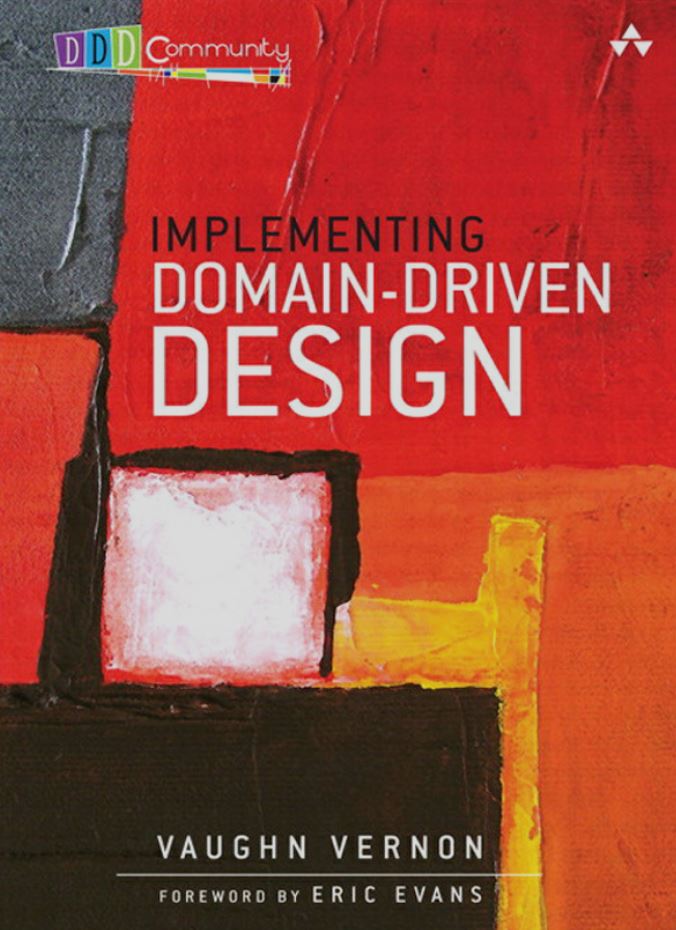 DDD Community
IMPLEMENTING
DOMAIN-DRIVEN
DESIGN
VAUGHN VERNON
FOREWORD BY ERIC EVANS